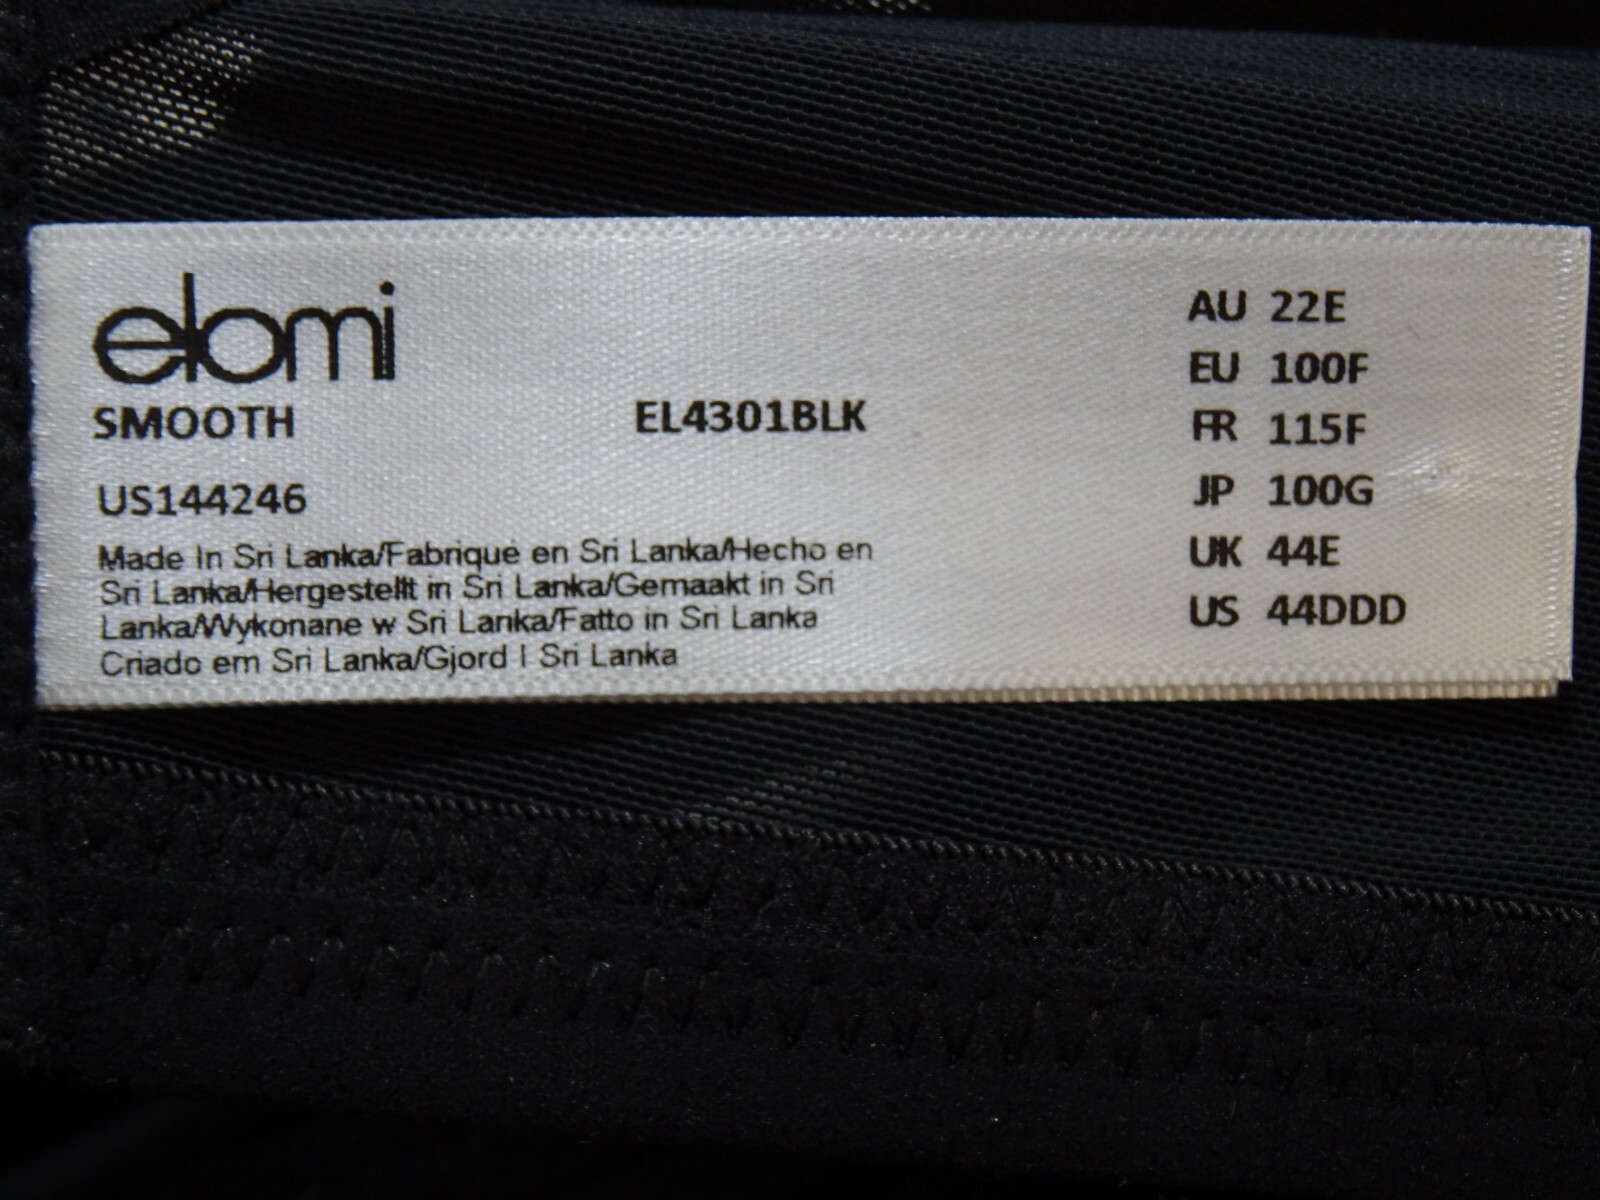 elomi
SMOOTH
EL4301BLK
US144246
Made In Sri Lanka/Fabriqué en Sri Lanka/Hecho en
Sri Lanka/Hergestellt in Sri Lanka/Gemaakt in Sri
Lanka/Wykonane w Sri Lanka/Fatto in Sri Lanka
Criado em Sri Lanka/Gjord I Sri Lanka
AU 22E
EU 100F
FR 115F
JP 100G
UK 44E
US 44DDD